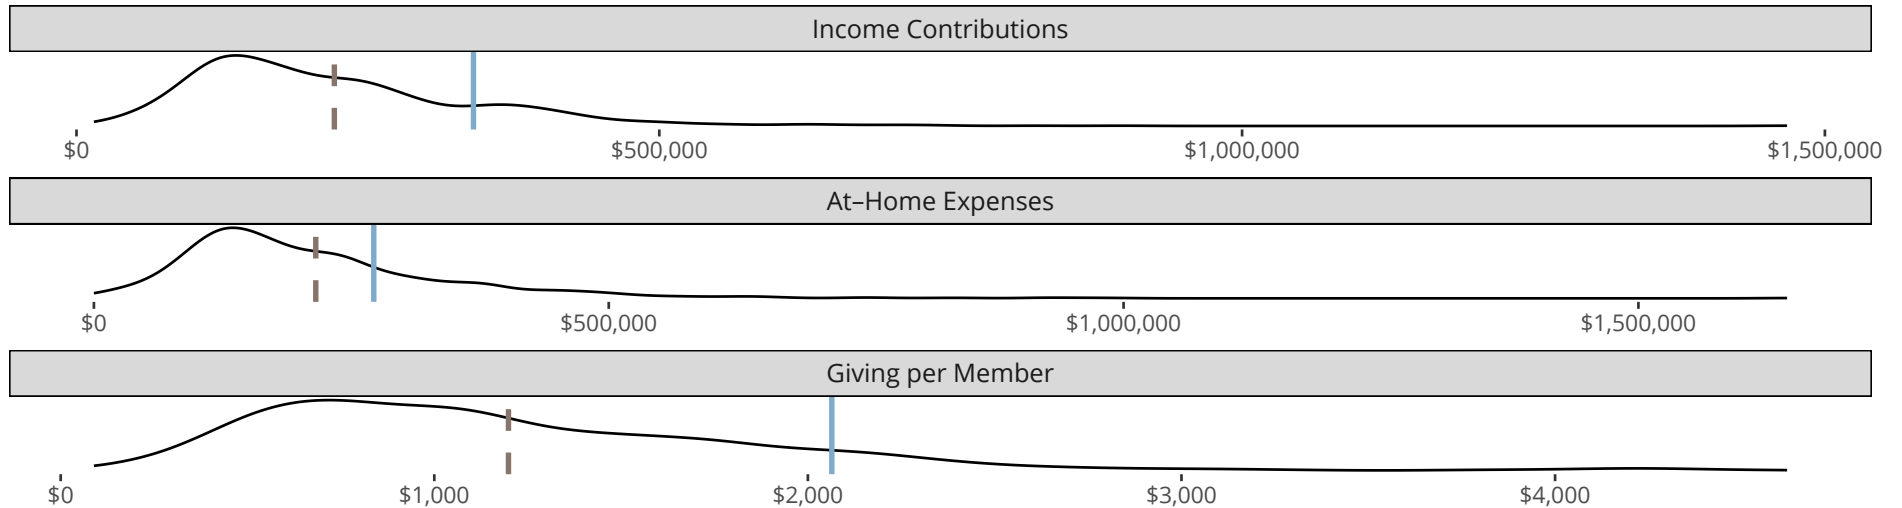 Income Contributions
$0 $500,000 $1,000,000 $1,500,000
At–Home Expenses
$0 $500,000 $1,000,000 $1,500,000
Giving per Member
$0 $1,000 $2,000 $3,000 $4,000